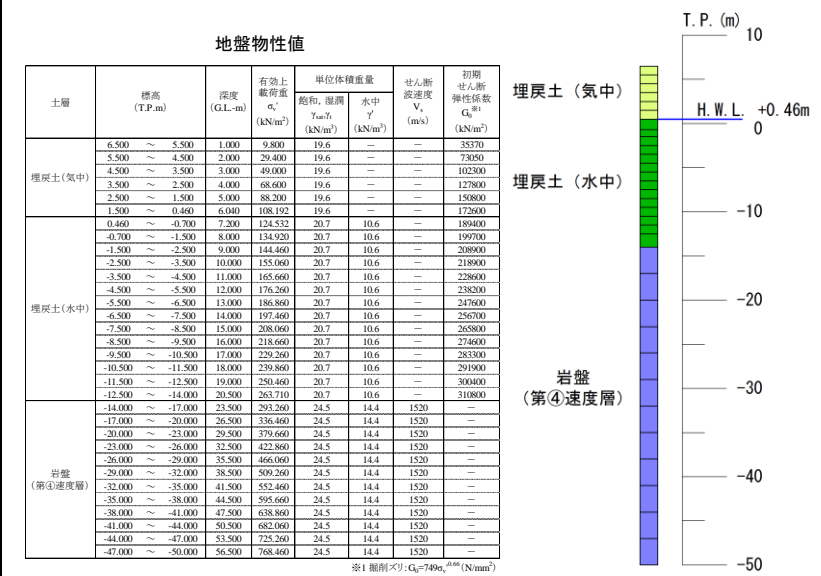 地盤物性値
土層 標高 (T.P.m) 深度 (G.L.-m) 有効上載荷重 σv' (kN/m²) 単位体積重量 飽和，湿潤 γsat,γt (kN/m³) 水中 γ' (kN/m³) せん断波速度 Vs (m/s) 初期せん断弾性係数 G0※1 (kN/m²)
埋戻土(気中)
6.500 ～ 5.500 1.000 9.800 19.6 － － 35370
5.500 ～ 4.500 2.000 29.400 19.6 － － 73050
4.500 ～ 3.500 3.000 49.000 19.6 － － 102300
3.500 ～ 2.500 4.000 68.600 19.6 － － 127800
2.500 ～ 1.500 5.000 88.200 19.6 － － 150800
1.500 ～ 0.460 6.040 108.192 19.6 － － 172600
埋戻土(水中)
0.460 ～ -0.700 7.200 124.532 20.7 10.6 － 189400
-0.700 ～ -1.500 8.000 134.920 20.7 10.6 － 199700
-1.500 ～ -2.500 9.000 144.460 20.7 10.6 － 208900
-2.500 ～ -3.500 10.000 155.060 20.7 10.6 － 218900
-3.500 ～ -4.500 11.000 165.660 20.7 10.6 － 228600
-4.500 ～ -5.500 12.000 176.260 20.7 10.6 － 238200
-5.500 ～ -6.500 13.000 186.860 20.7 10.6 － 247600
-6.500 ～ -7.500 14.000 197.460 20.7 10.6 － 256700
-7.500 ～ -8.500 15.000 208.060 20.7 10.6 － 265800
-8.500 ～ -9.500 16.000 218.660 20.7 10.6 － 274600
-9.500 ～ -10.500 17.000 229.260 20.7 10.6 － 283300
-10.500 ～ -11.500 18.000 239.860 20.7 10.6 － 291900
-11.500 ～ -12.500 19.000 250.460 20.7 10.6 － 300400
-12.500 ～ -14.000 20.500 263.710 20.7 10.6 － 310800
岩盤
(第④速度層)
-14.000 ～ -17.000 23.500 293.260 24.5 14.4 1520 －
-17.000 ～ -20.000 26.500 336.460 24.5 14.4 1520 －
-20.000 ～ -23.000 29.500 379.660 24.5 14.4 1520 －
-23.000 ～ -26.000 32.500 422.860 24.5 14.4 1520 －
-26.000 ～ -29.000 35.500 466.060 24.5 14.4 1520 －
-29.000 ～ -32.000 38.500 509.260 24.5 14.4 1520 －
-32.000 ～ -35.000 41.500 552.460 24.5 14.4 1520 －
-35.000 ～ -38.000 44.500 595.660 24.5 14.4 1520 －
-38.000 ～ -41.000 47.500 638.860 24.5 14.4 1520 －
-41.000 ～ -44.000 50.500 682.060 24.5 14.4 1520 －
-44.000 ～ -47.000 53.500 725.260 24.5 14.4 1520 －
-47.000 ～ -50.000 56.500 768.460 24.5 14.4 1520 －
※1 掘削ズリ:G0=749σv'^0.66(N/mm²)
T.P.(m)
10
埋戻土（気中）
H.W.L. +0.46m
0
埋戻土（水中）
-10
-20
岩盤
（第④速度層）
-30
-40
-50